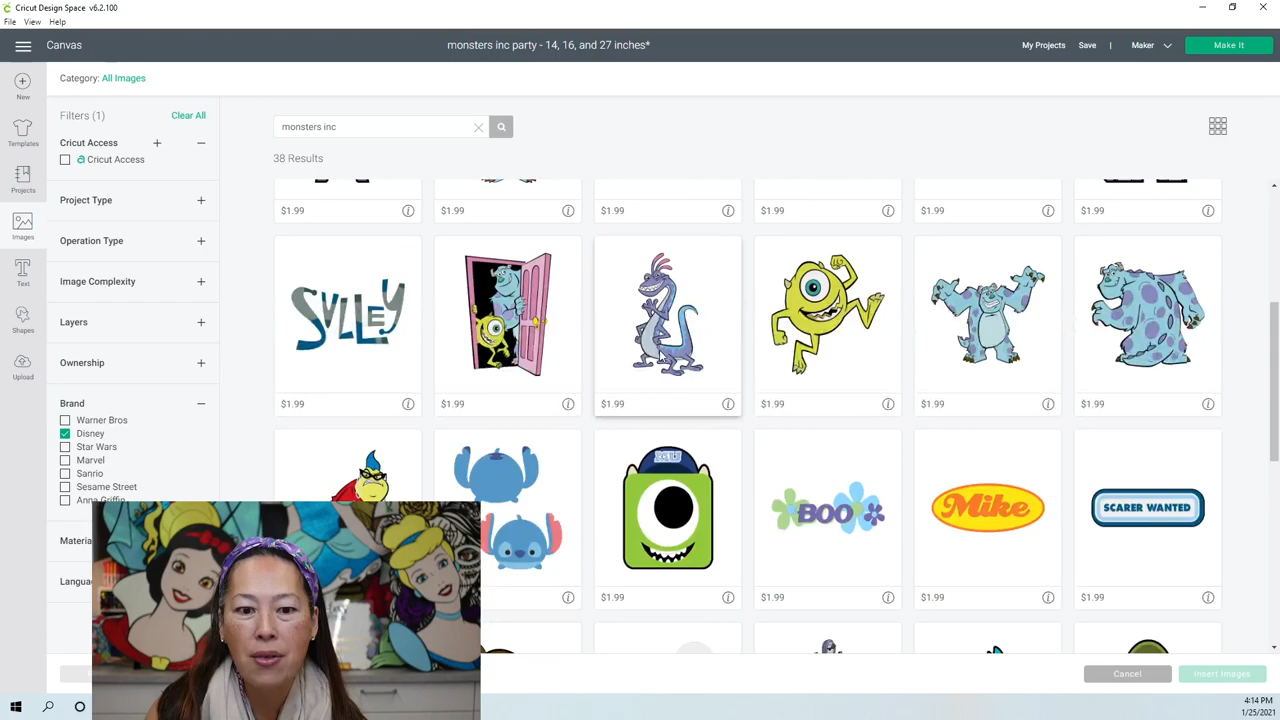 Cricut Design Space v6.2.100
File View Help
Canvas
monsters inc party - 14, 16, and 27 inches*
My Projects Save | Maker Make It
New
Templates
Projects
Images
Text
Shapes
Upload
Category: All Images
Filters (1) Clear All
Cricut Access + −
Cricut Access
Project Type +
Operation Type +
Image Complexity +
Layers +
Ownership +
Brand −
Warner Bros
Disney
Star Wars
Marvel
Sanrio
Sesame Street
Anna Griffin
monsters inc
38 Results
$1.99 $1.99 $1.99 $1.99 $1.99 $1.99
SULLEY
$1.99 $1.99 $1.99 $1.99 $1.99 $1.99
MU
BOO
Mike
SCARER WANTED
$1.99 $1.99 $1.99 $1.99
Cancel Insert Images
4:14 PM
1/25/2021